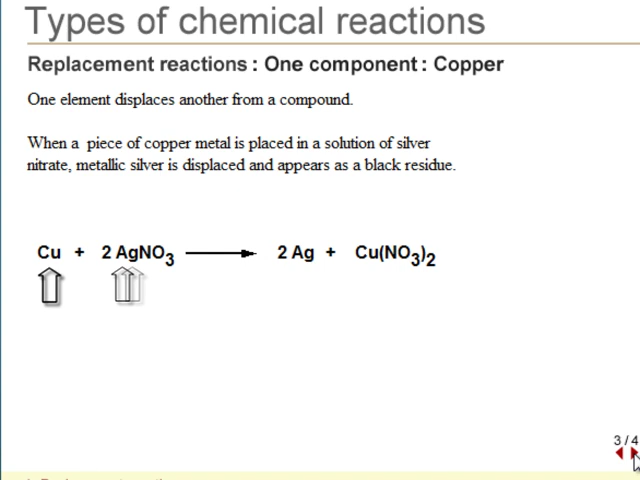 Types of chemical reactions
Replacement reactions : One component : Copper
One element displaces another from a compound.
When a piece of copper metal is placed in a solution of silver
nitrate, metallic silver is displaced and appears as a black residue.
Cu + 2 AgNO3 2 Ag + Cu(NO3)2
3 / 4